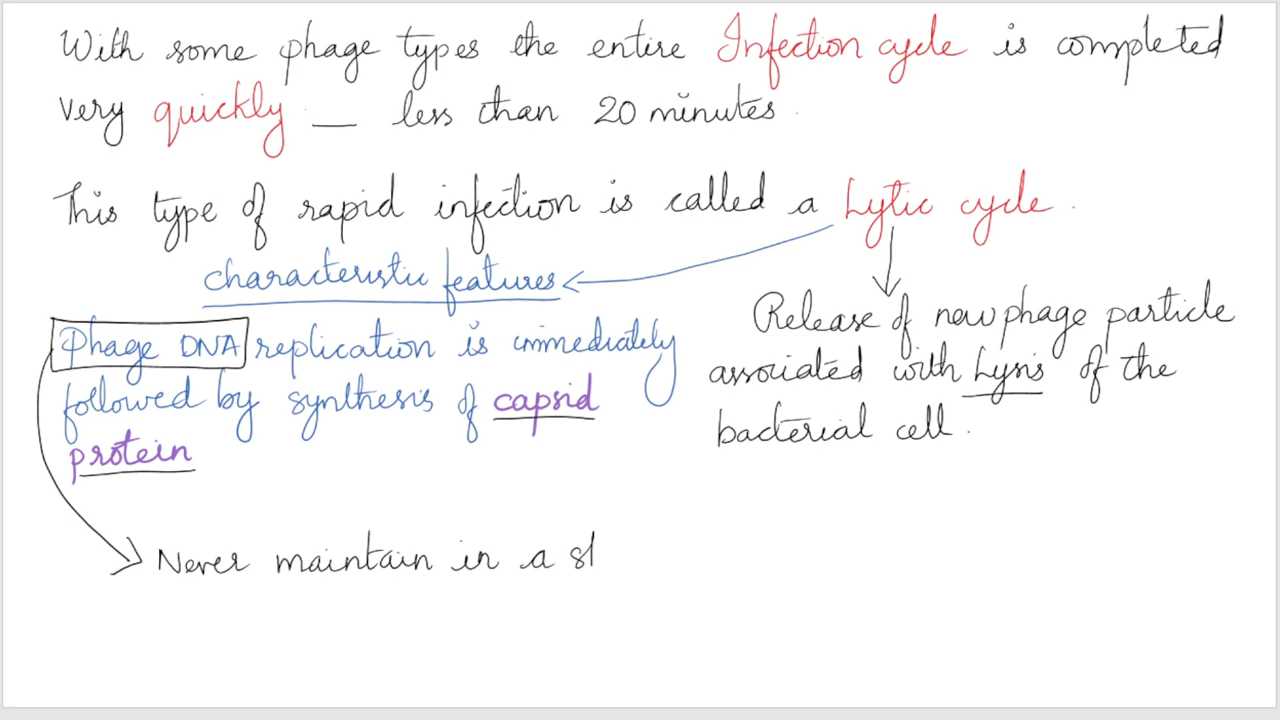 With some phage types the entire Infection cycle is completed
very quickly — less than 20 minutes.
This type of rapid infection is called a Lytic cycle.
characteristic features
Phage DNA replication is immediately
followed by synthesis of capsid
protein
Release of new phage particle
associated with Lysis of the
bacterial cell.
Never maintain in a st